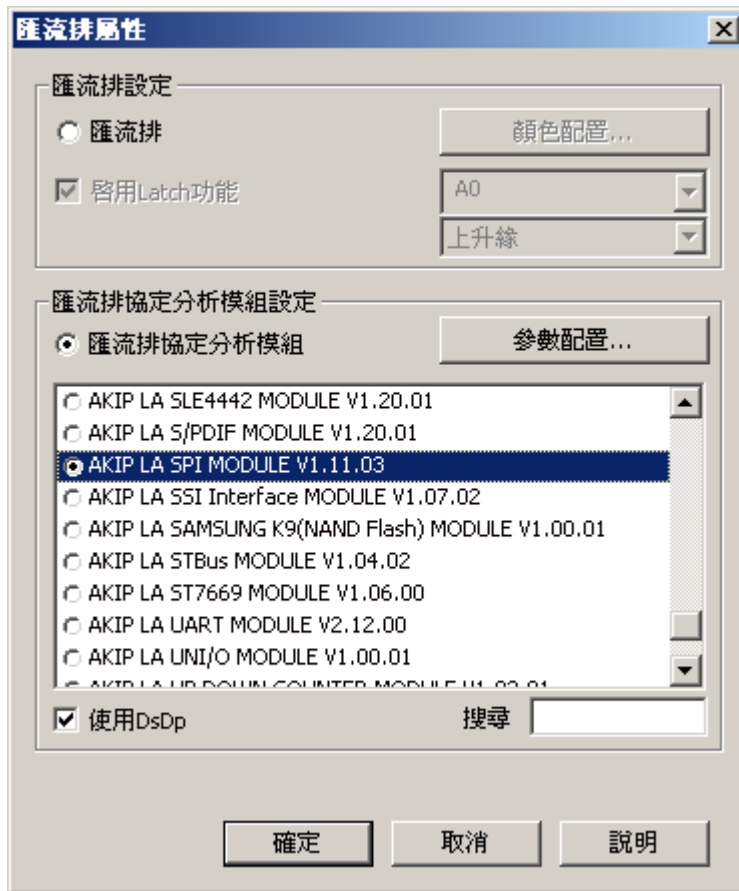 匯流排屬性
匯流排設定
匯流排
顏色配置...
啓用Latch功能
A0
上升緣
匯流排協定分析模組設定
匯流排協定分析模組
參數配置...
AKIP LA SLE4442 MODULE V1.20.01
AKIP LA S/PDIF MODULE V1.20.01
AKIP LA SPI MODULE V1.11.03
AKIP LA SSI Interface MODULE V1.07.02
AKIP LA SAMSUNG K9(NAND Flash) MODULE V1.00.01
AKIP LA STBus MODULE V1.04.02
AKIP LA ST7669 MODULE V1.06.00
AKIP LA UART MODULE V2.12.00
AKIP LA UNI/O MODULE V1.00.01
AKIP LA UP DOWN COUNTER MODULE
使用DsDp
搜尋
確定 取消 說明